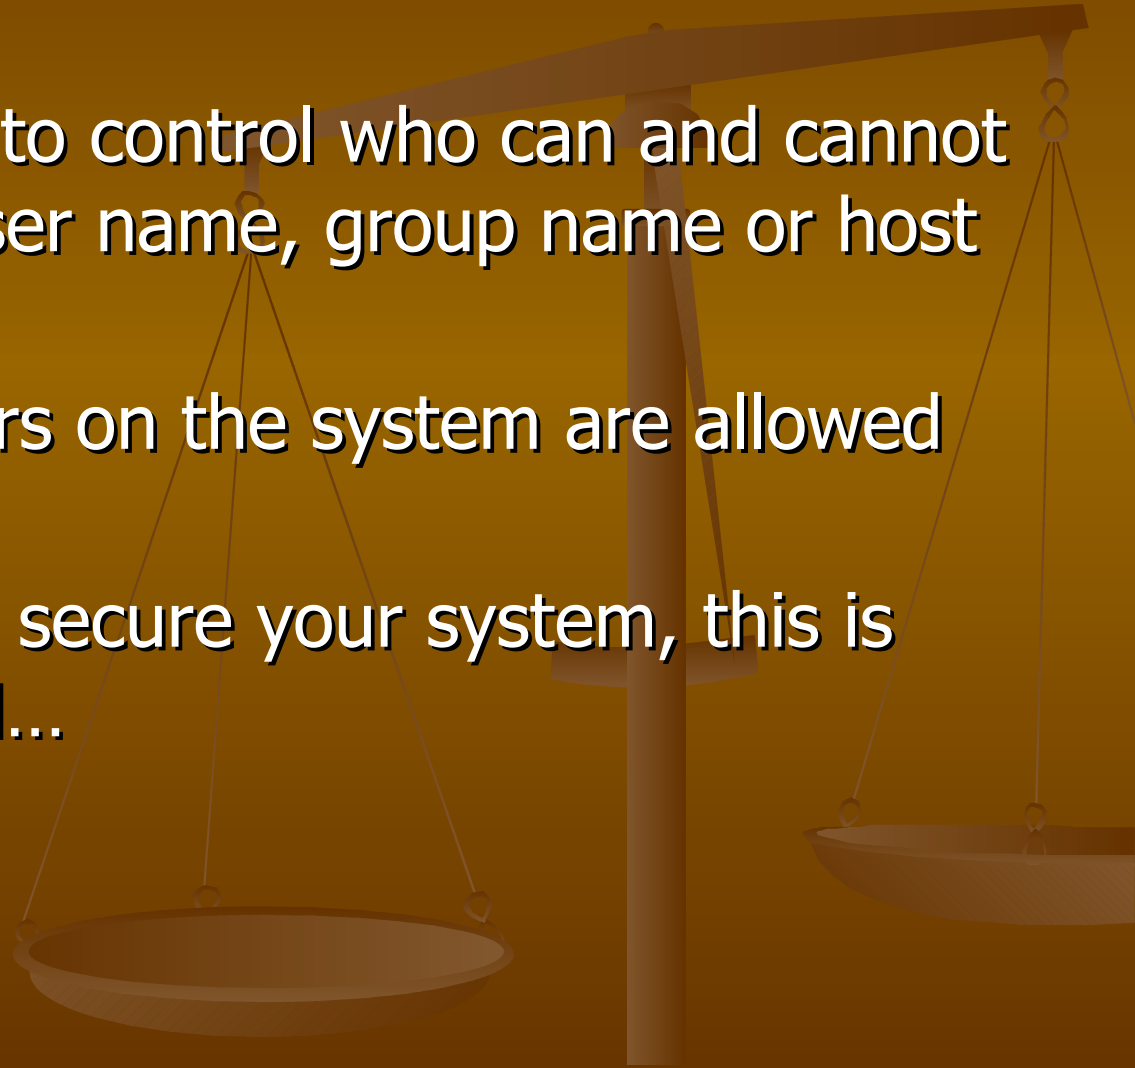 to control who can and cannot
ser name, group name or host
rs on the system are allowed
secure your system, this is
...